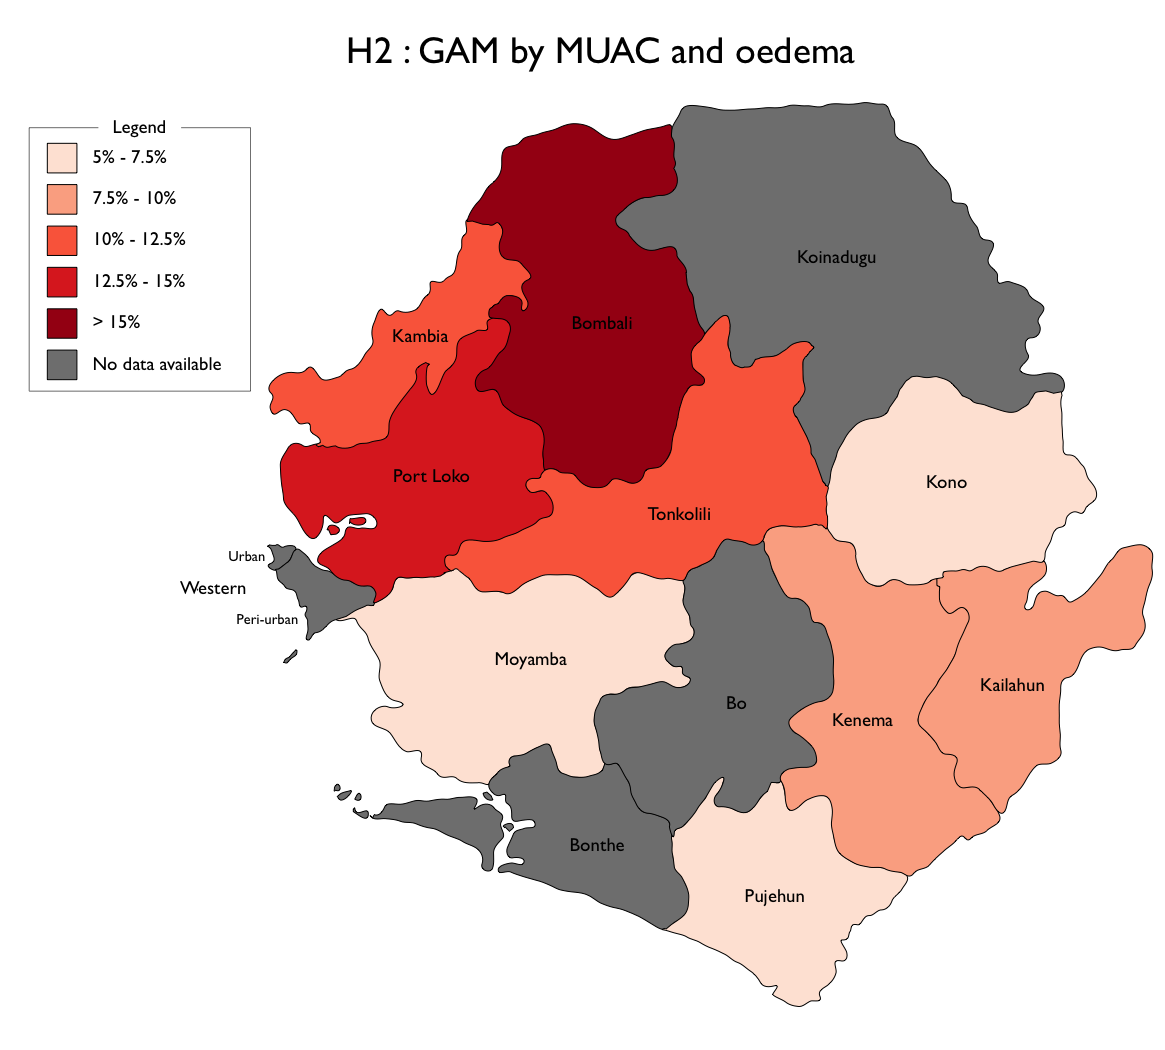 H2 : GAM by MUAC and oedema
Legend
5% - 7.5%
7.5% - 10%
10% - 12.5%
12.5% - 15%
> 15%
No data available
Koinadugu
Bombali
Kambia
Port Loko
Kono
Tonkolili
Urban
Western
Peri-urban
Moyamba
Kailahun
Bo
Kenema
Bonthe
Pujehun